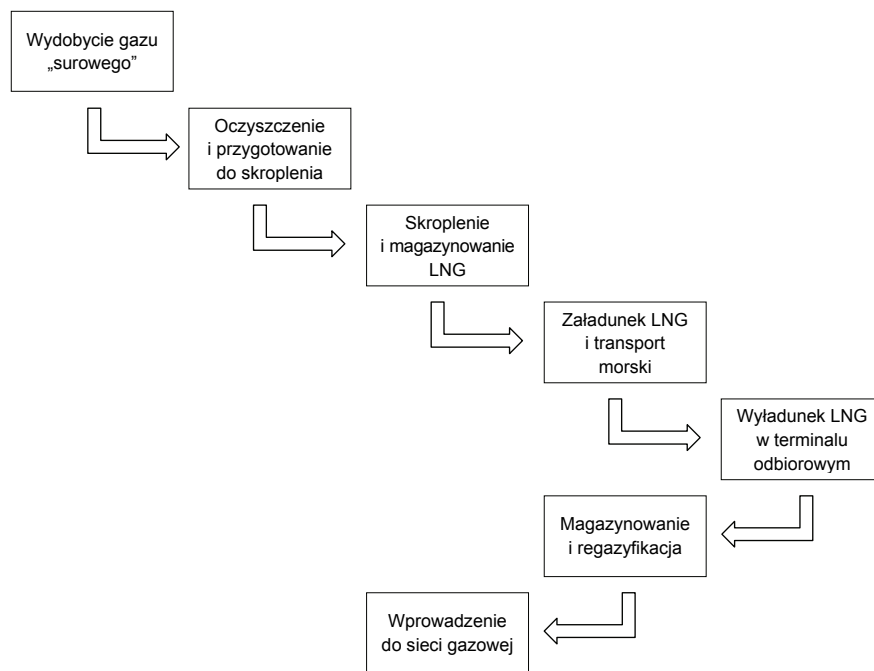 Wydobycie gazu
„surowego”
Oczyszczenie
i przygotowanie
do skroplenia
Skroplenie
i magazynowanie
LNG
Załadunek LNG
i transport
morski
Wyładunek LNG
w terminalu
odbiorowym
Magazynowanie
i regazyfikacja
Wprowadzenie
do sieci gazowej